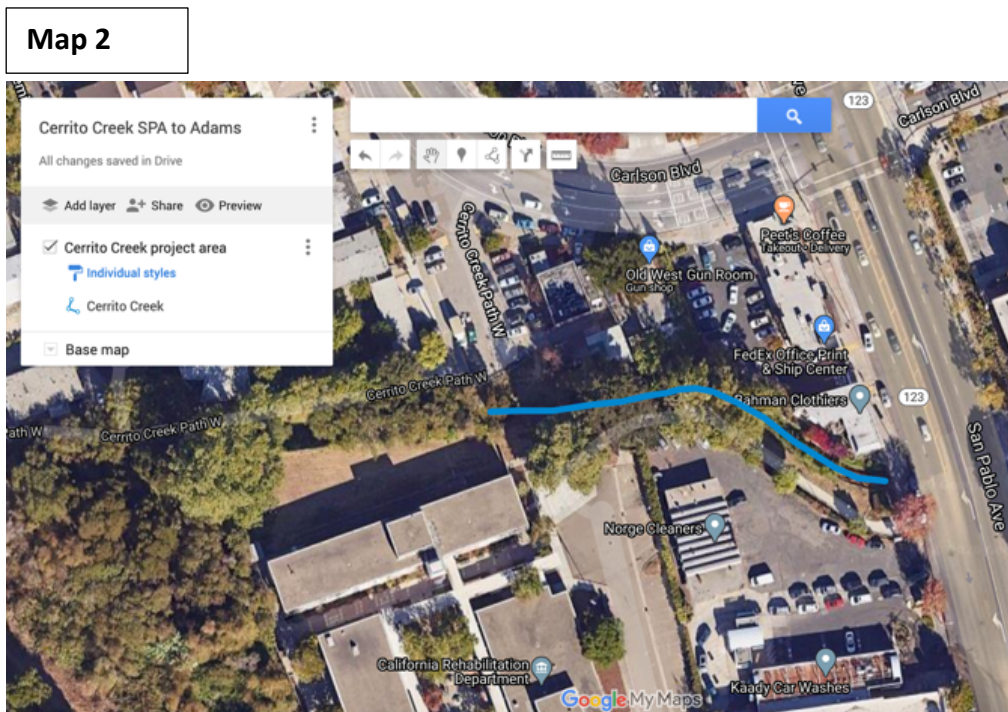 Map 2
Cerrito Creek SPA to Adams
All changes saved in Drive
Add layer
Share
Preview
Cerrito Creek project area
Individual styles
Cerrito Creek
Base map
123
Carlson Blvd
Carlson Blvd
Cerrito Creek Path W
Peet's Coffee
Takeout • Delivery
Old West Gun Room
Gun shop
FedEx Office Print
& Ship Center
Cerrito Creek Path W
Bahman Clothiers
123
ath W
Cerrito Creek Path W
San Pablo Ave
Norge Cleaners
California Rehabilitation
Department
Kaady Car Washes
Google My Maps